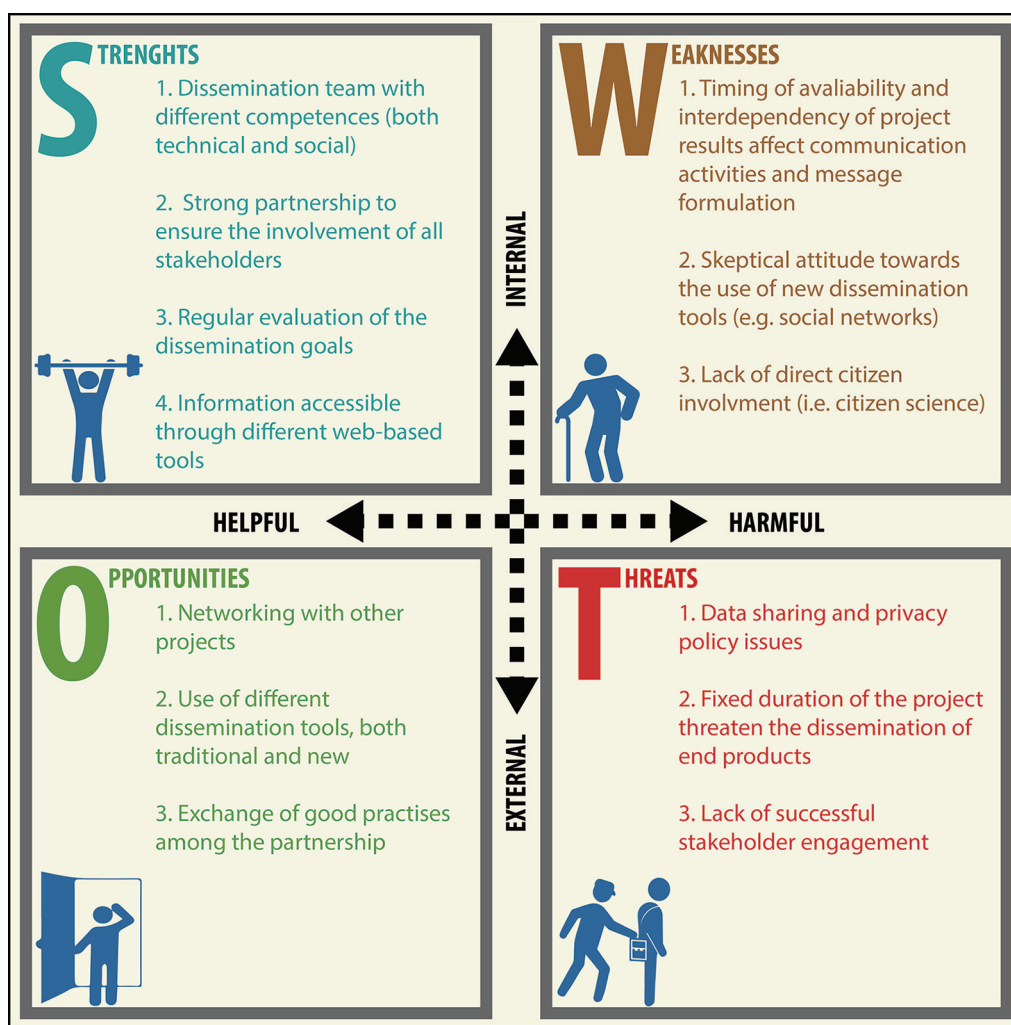 STRENGHTS
1. Dissemination team with
different competences (both
technical and social)
2. Strong partnership to
ensure the involvement of all
stakeholders
3. Regular evaluation of the
dissemination goals
4. Information accessible
through different web-based
tools
WEAKNESSES
1. Timing of avaliability and
interdependency of project
results affect communication
activities and message
formulation
2. Skeptical attitude towards
the use of new dissemination
tools (e.g. social networks)
3. Lack of direct citizen
involvment (i.e. citizen science)
INTERNAL
HELPFUL
HARMFUL
EXTERNAL
OPPORTUNITIES
1. Networking with other
projects
2. Use of different
dissemination tools, both
traditional and new
3. Exchange of good practises
among the partnership
THREATS
1. Data sharing and privacy
policy issues
2. Fixed duration of the project
threaten the dissemination of
end products
3. Lack of successful
stakeholder engagement